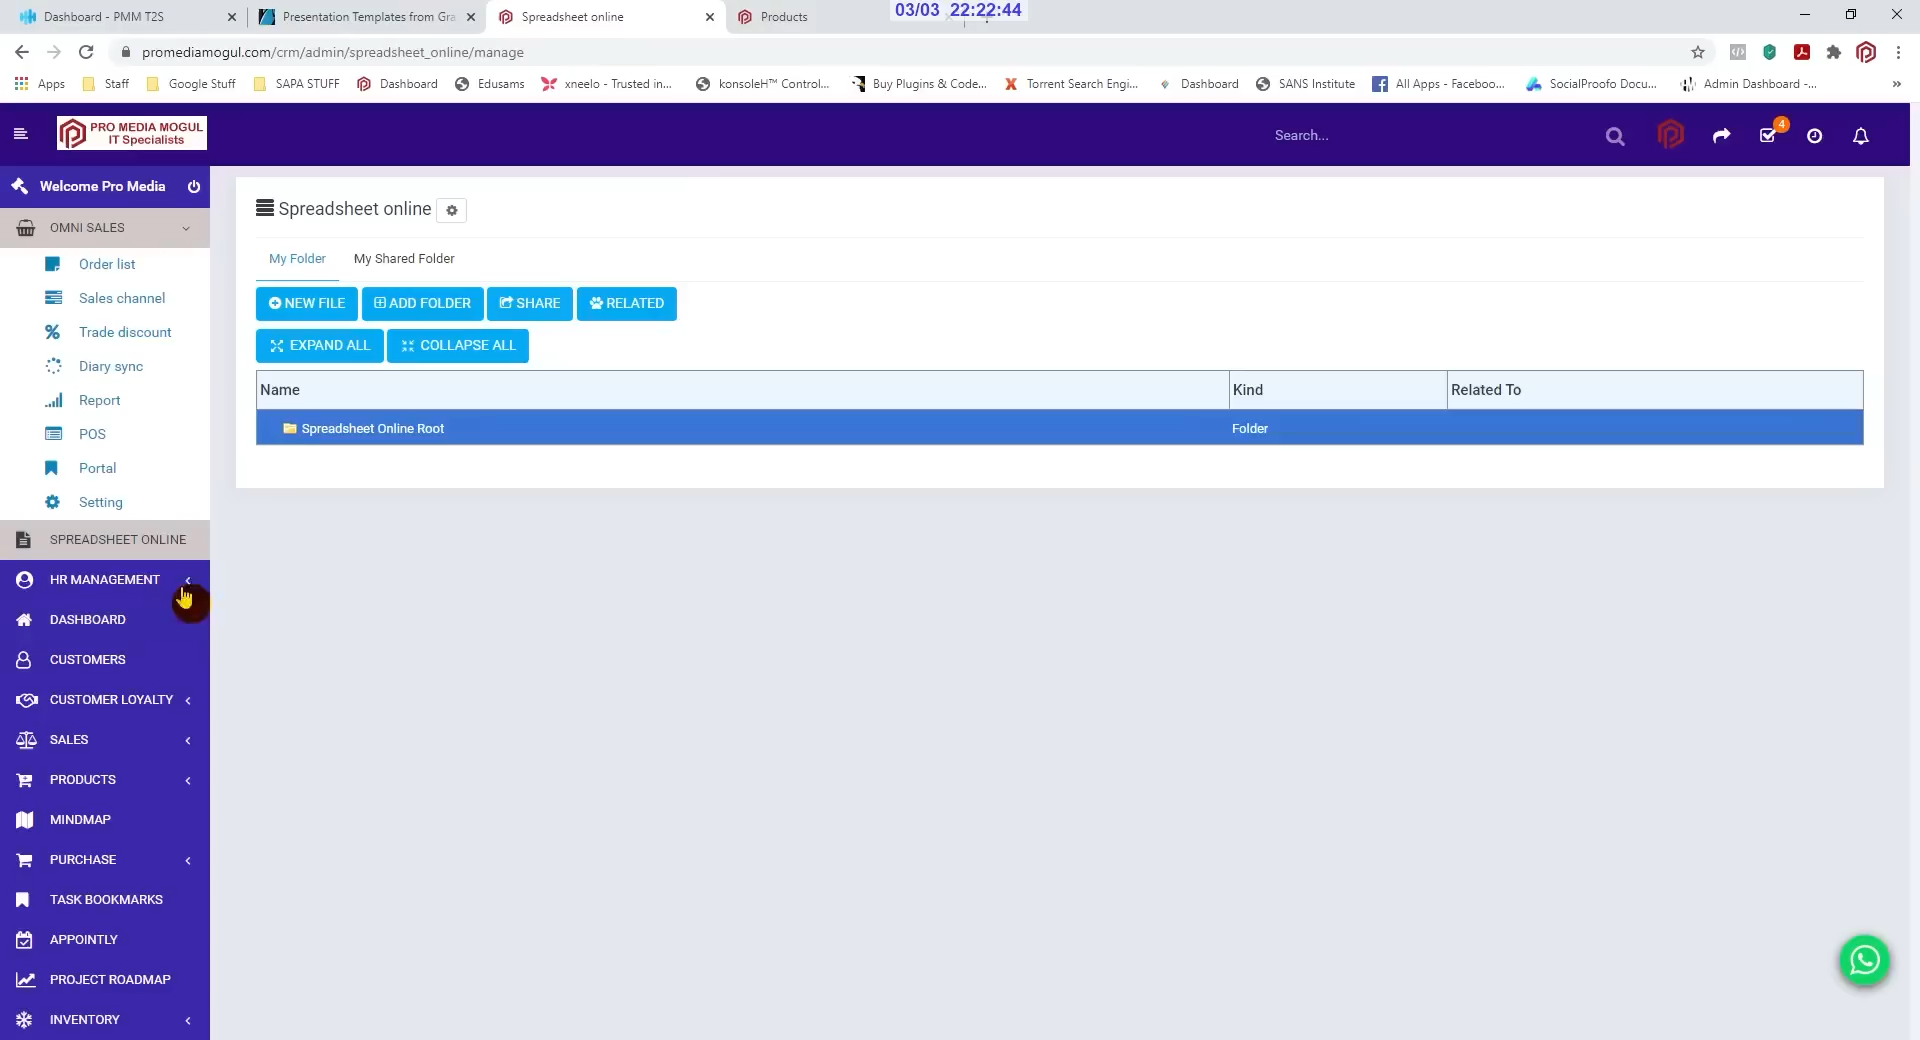 Dashboard - PMM T2S
Presentation Templates from Gra
Spreadsheet online
Products
03/03 22:22:44
promediamogul.com/crm/admin/spreadsheet_online/manage
Apps
Staff
Google Stuff
SAPA STUFF
Dashboard
Edusams
xneelo - Trusted in...
konsoleH™ Control...
Buy Plugins & Code...
Torrent Search Engi...
Dashboard
SANS Institute
All Apps - Faceboo...
SocialProofo Docu...
Admin Dashboard -...
»
PRO MEDIA MOGUL
IT Specialists
Search...
4
Welcome Pro Media
OMNI SALES
Order list
Sales channel
Trade discount
Diary sync
Report
POS
Portal
Setting
SPREADSHEET ONLINE
HR MANAGEMENT
DASHBOARD
CUSTOMERS
CUSTOMER LOYALTY
SALES
PRODUCTS
MINDMAP
PURCHASE
TASK BOOKMARKS
APPOINTLY
PROJECT ROADMAP
INVENTORY
Spreadsheet online
My Folder
My Shared Folder
NEW FILE
ADD FOLDER
SHARE
RELATED
EXPAND ALL
COLLAPSE ALL
Name
Kind
Related To
Spreadsheet Online Root
Folder